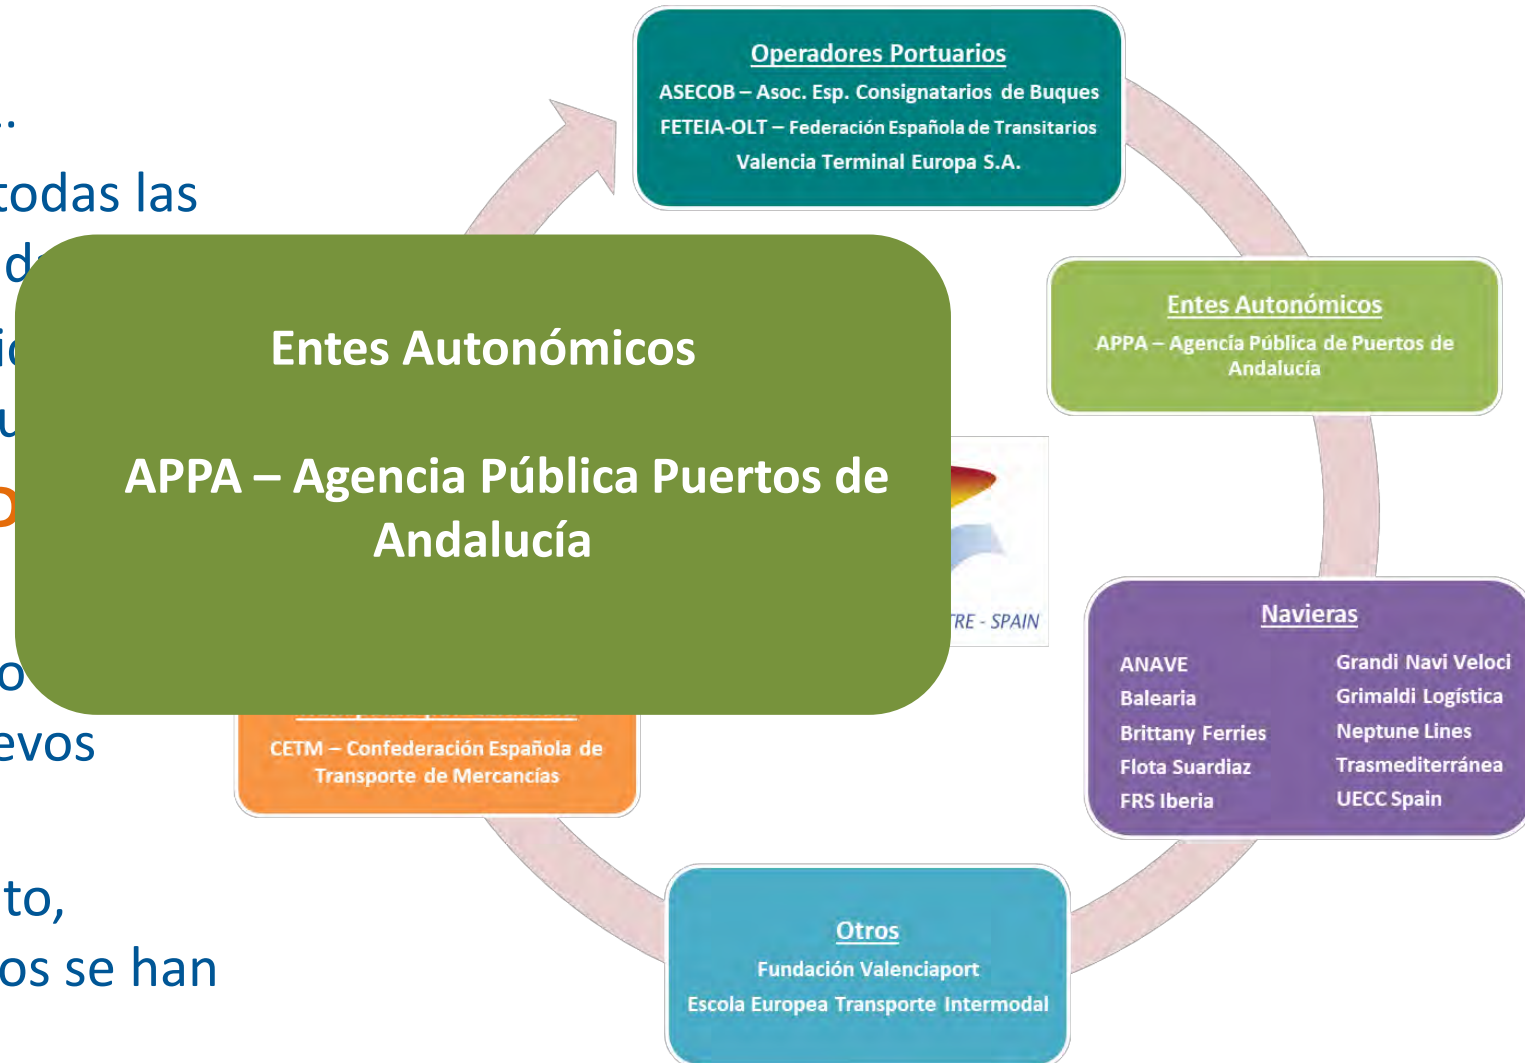 Operadores Portuarios
ASECOB – Asoc. Esp. Consignatarios de Buques
FETEIA-OLT – Federación Española de Transitarios
Valencia Terminal Europa S.A.
todas las
Entes Autonómicos
APPA – Agencia Pública Puertos de
Andalucía
evos
to,
os se han
Entes Autonómicos
APPA – Agencia Pública de Puertos de
Andalucía
TRE - SPAIN
Navieras
ANAVE
Balearia
Brittany Ferries
Flota Suardiaz
FRS Iberia
Grandi Navi Veloci
Grimaldi Logística
Neptune Lines
Trasmediterránea
UECC Spain
CETM – Confederación Española de
Transporte de Mercancías
Otros
Fundación Valenciaport
Escola Europea Transporte Intermodal